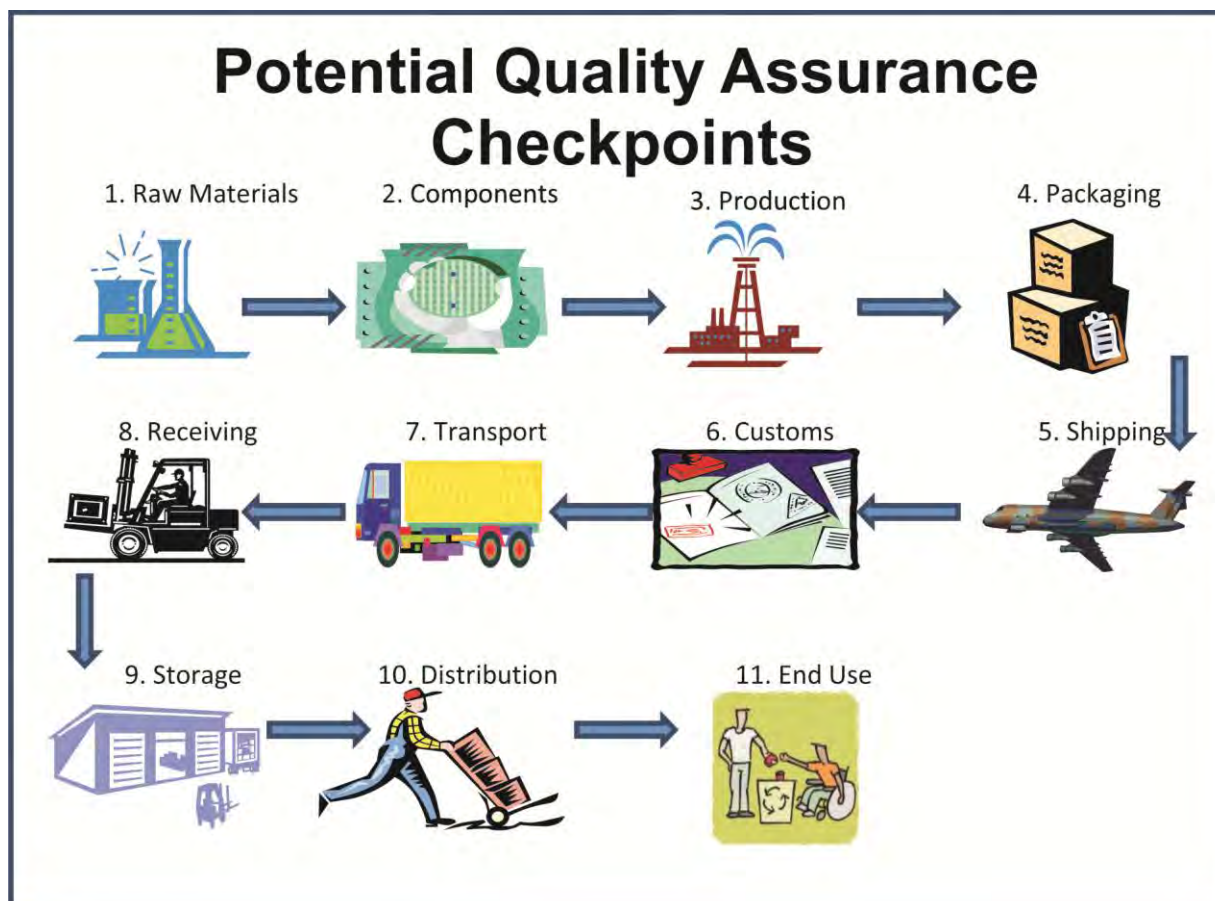 Potential Quality Assurance
Checkpoints
1. Raw Materials
2. Components
3. Production
4. Packaging
5. Shipping
6. Customs
7. Transport
8. Receiving
9. Storage
10. Distribution
11. End Use